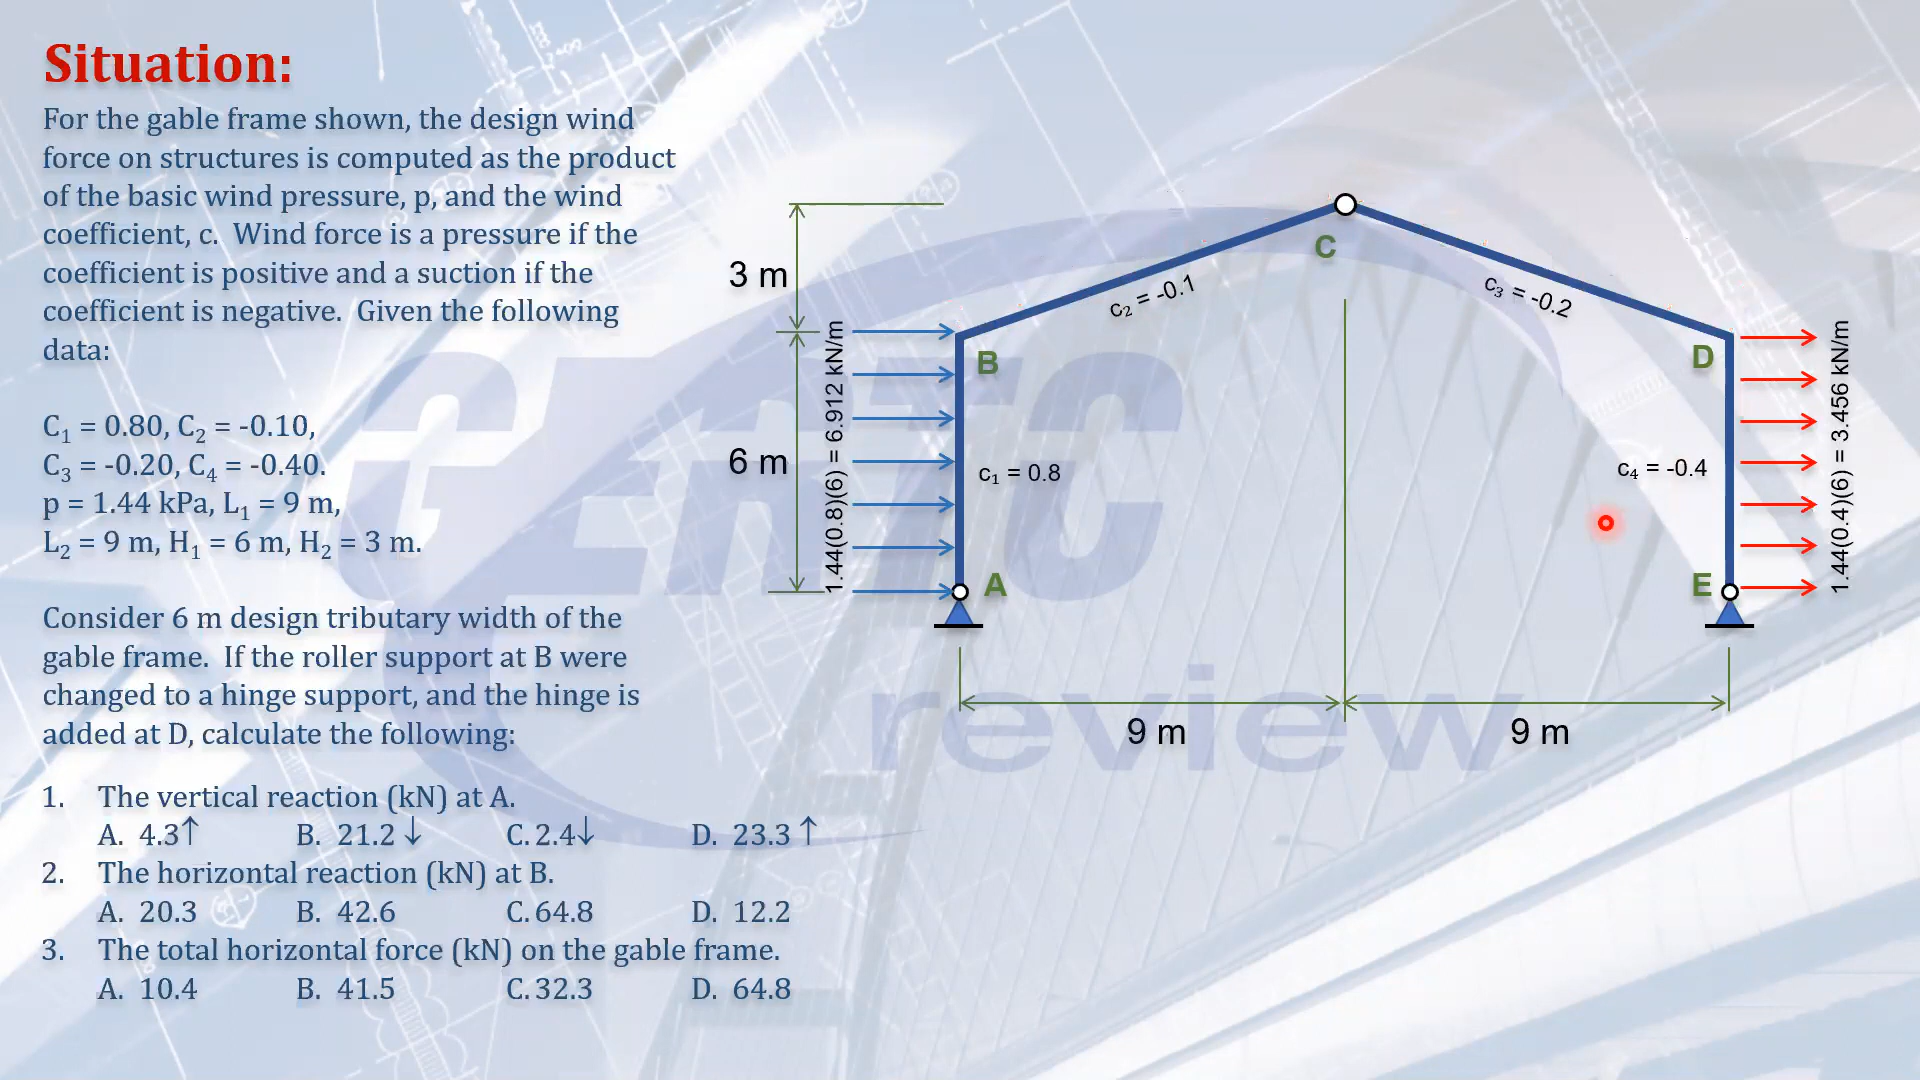 Situation:
For the gable frame shown, the design wind
force on structures is computed as the product
of the basic wind pressure, p, and the wind
coefficient, c.  Wind force is a pressure if the
coefficient is positive and a suction if the
coefficient is negative.  Given the following
data:
C₁ = 0.80, C₂ = -0.10,
C₃ = -0.20, C₄ = -0.40.
p = 1.44 kPa, L₁ = 9 m,
L₂ = 9 m, H₁ = 6 m, H₂ = 3 m.
Consider 6 m design tributary width of the
gable frame.  If the roller support at B were
changed to a hinge support, and the hinge is
added at D, calculate the following:
1. The vertical reaction (kN) at A.
A. 4.3↑ B. 21.2↓ C. 2.4↓ D. 23.3↑
2. The horizontal reaction (kN) at B.
A. 20.3 B. 42.6 C. 64.8 D. 12.2
3. The total horizontal force (kN) on the gable frame.
A. 10.4 B. 41.5 C. 32.3 D. 64.8
3 m
6 m
1.44(0.8)(6) = 6.912 kN/m
A
B
C
D
E
c₁ = 0.8
c₂ = -0.1
c₃ = -0.2
c₄ = -0.4
1.44(0.4)(6) = 3.456 kN/m
9 m
9 m
GERTC
review